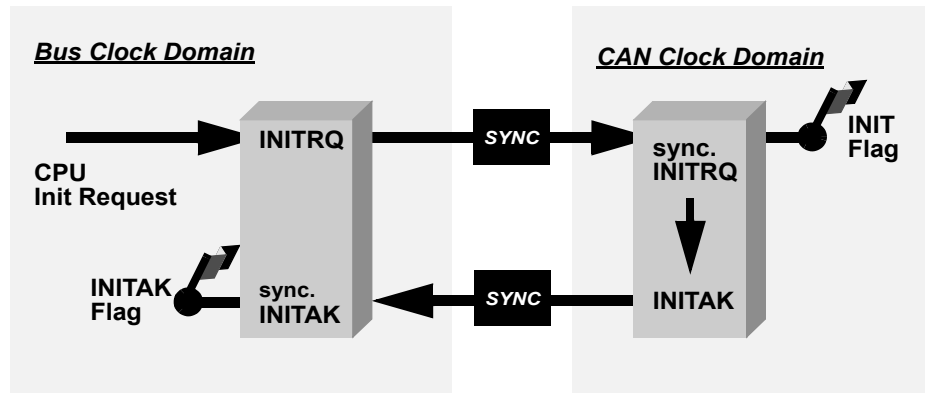 Bus Clock Domain
CAN Clock Domain
CPU
Init Request
INITRQ
SYNC
sync.
INITRQ
INIT
Flag
INITAK
Flag
sync.
INITAK
SYNC
INITAK